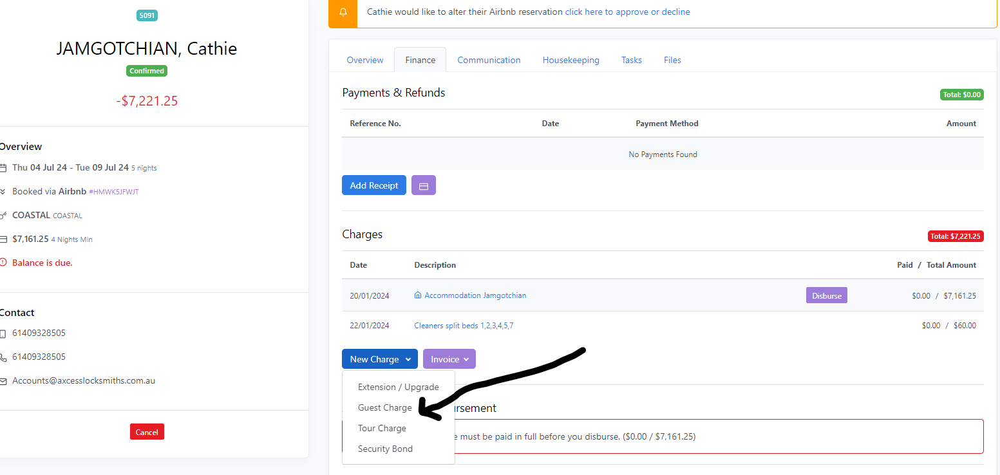 5091
JAMGOTCHIAN, Cathie
Confirmed
-$7,221.25
Overview
Thu 04 Jul 24 - Tue 09 Jul 24 5 nights
Booked via Airbnb #HMWK5JFWJT
COASTAL COASTAL
$7,161.25 4 Nights Min
Balance is due.
Contact
61409328505
61409328505
Accounts@axcesslocksmiths.com.au
Cancel
Cathie would like to alter their Airbnb reservation click here to approve or decline
Overview Finance Communication Housekeeping Tasks Files
Payments & Refunds Total: $0.00
Reference No. Date Payment Method Amount
No Payments Found
Add Receipt
Charges Total: $7,221.25
Date Description Paid / Total Amount
20/01/2024 Accommodation Jamgotchian Disburse $0.00 / $7,161.25
22/01/2024 Cleaners split beds 1,2,3,4,5,7 $0.00 / $60.00
New Charge Invoice
Extension / Upgrade
Guest Charge
Tour Charge
Security Bond
ursement
e must be paid in full before you disburse. ($0.00 / $7,161.25)